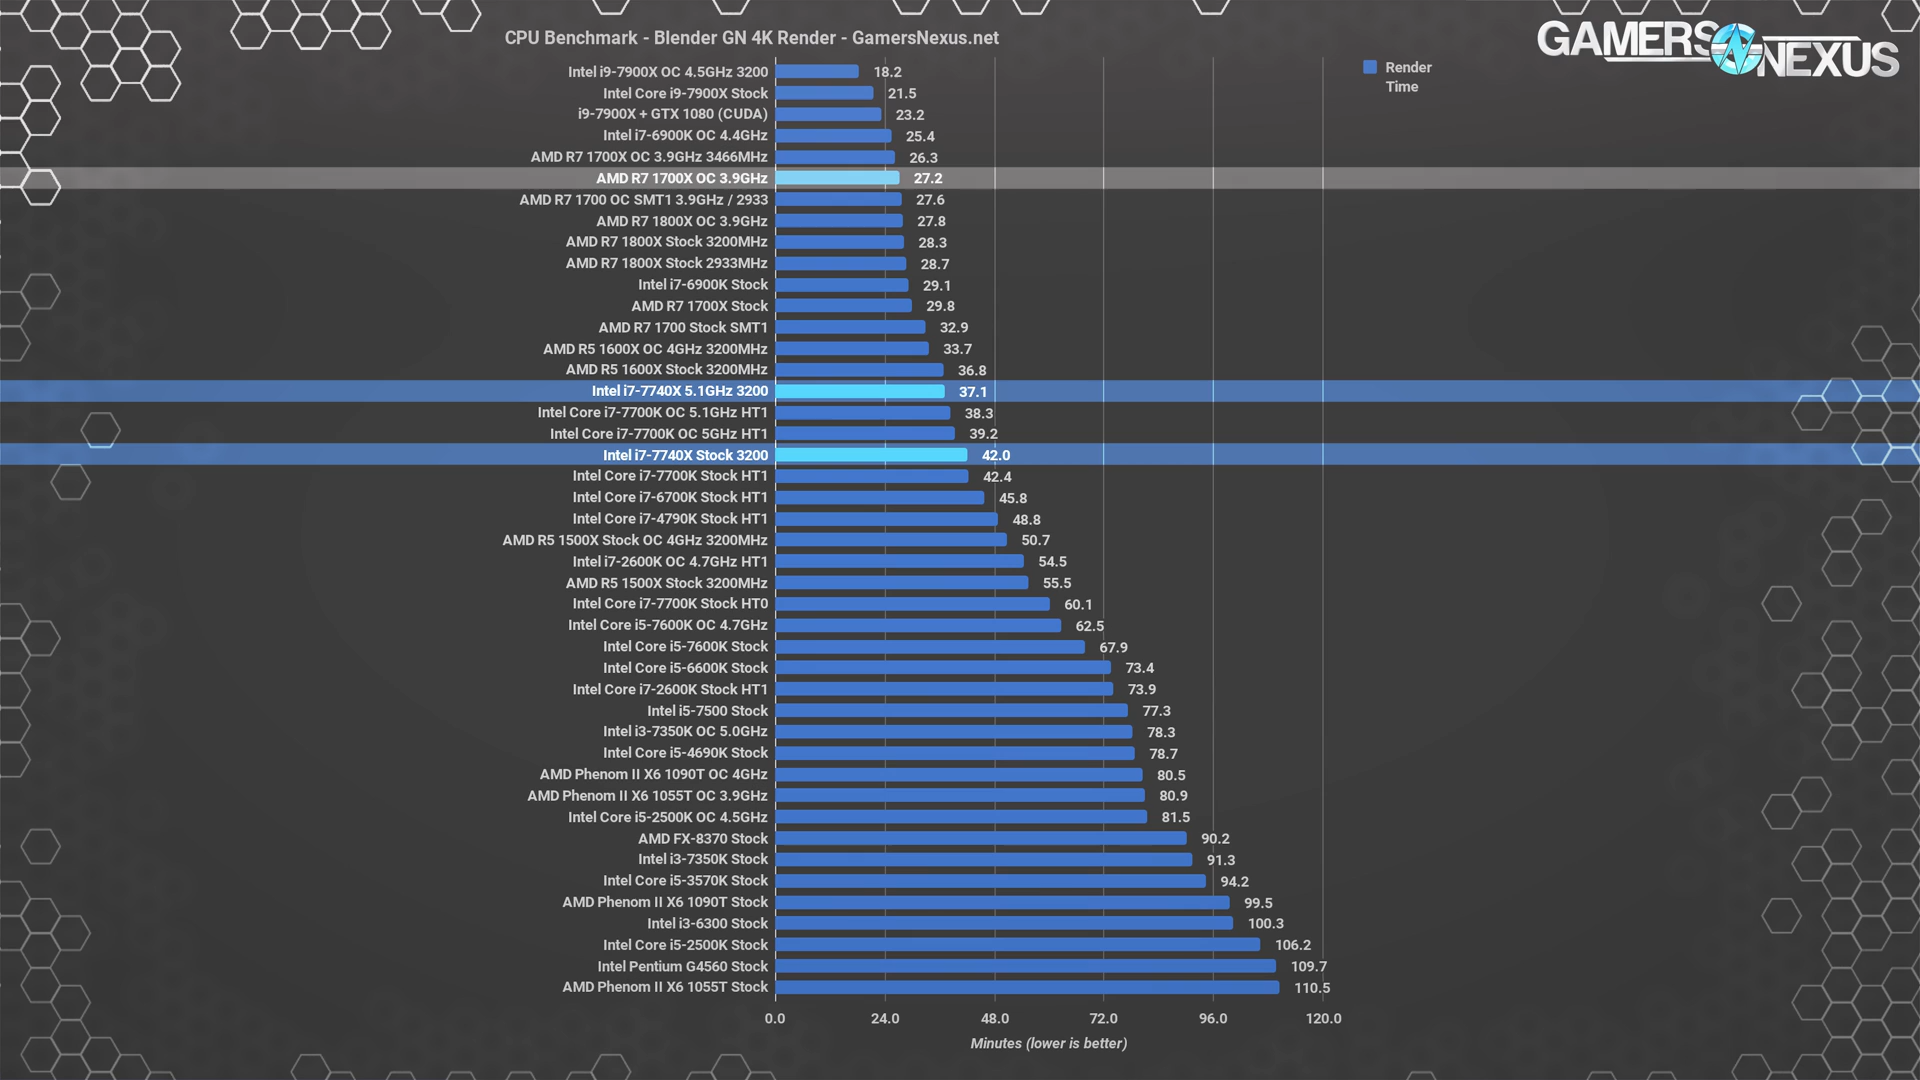 CPU Benchmark - Blender GN 4K Render - GamersNexus.net
GAMERS NEXUS
Render
Time
Intel i9-7900X OC 4.5GHz 3200 18.2
Intel Core i9-7900X Stock 21.5
i9-7900X + GTX 1080 (CUDA) 23.2
Intel i7-6900K OC 4.4GHz 25.4
AMD R7 1700X OC 3.9GHz 3466MHz 26.3
AMD R7 1700X OC 3.9GHz 27.2
AMD R7 1700 OC SMT1 3.9GHz / 2933 27.6
AMD R7 1800X OC 3.9GHz 27.8
AMD R7 1800X Stock 3200MHz 28.3
AMD R7 1800X Stock 2933MHz 28.7
Intel i7-6900K Stock 29.1
AMD R7 1700X Stock 29.8
AMD R7 1700 Stock SMT1 32.9
AMD R5 1600X OC 4GHz 3200MHz 33.7
AMD R5 1600X Stock 3200MHz 36.8
Intel i7-7740X 5.1GHz 3200 37.1
Intel Core i7-7700K OC 5.1GHz HT1 38.3
Intel Core i7-7700K OC 5GHz HT1 39.2
Intel i7-7740X Stock 3200 42.0
Intel Core i7-7700K Stock HT1 42.4
Intel Core i7-6700K Stock HT1 45.8
Intel Core i7-4790K Stock HT1 48.8
AMD R5 1500X Stock OC 4GHz 3200MHz 50.7
Intel i7-2600K OC 4.7GHz HT1 54.5
AMD R5 1500X Stock 3200MHz 55.5
Intel Core i7-7700K Stock HT0 60.1
Intel Core i5-7600K OC 4.7GHz 62.5
Intel Core i5-7600K Stock 67.9
Intel Core i5-6600K Stock 73.4
Intel Core i7-2600K Stock HT1 73.9
Intel i5-7500 Stock 77.3
Intel i3-7350K OC 5.0GHz 78.3
Intel Core i5-4690K Stock 78.7
AMD Phenom II X6 1090T OC 4GHz 80.5
AMD Phenom II X6 1055T OC 3.9GHz 80.9
Intel Core i5-2500K OC 4.5GHz 81.5
AMD FX-8370 Stock 90.2
Intel i3-7350K Stock 91.3
Intel Core i5-3570K Stock 94.2
AMD Phenom II X6 1090T Stock 99.5
Intel i3-6300 Stock 100.3
Intel Core i5-2500K Stock 106.2
Intel Pentium G4560 Stock 109.7
AMD Phenom II X6 1055T Stock 110.5
0.0 24.0 48.0 72.0 96.0 120.0
Minutes (lower is better)